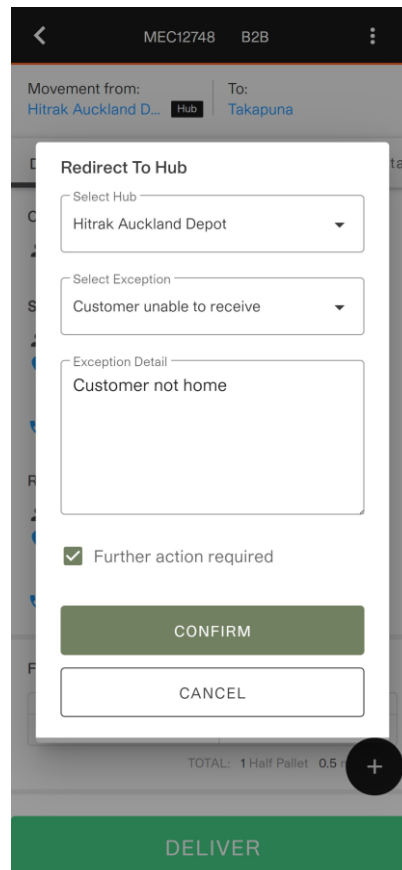 MEC12748 B2B
Movement from: To:
Hitrak Auckland D... Hub Takapuna
Redirect To Hub
Select Hub
Hitrak Auckland Depot
Select Exception
Customer unable to receive
Exception Detail
Customer not home
Further action required
CONFIRM
CANCEL
TOTAL: 1 Half Pallet 0.5
DELIVER